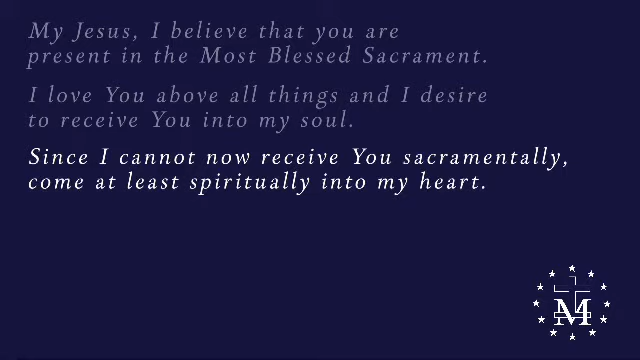 My Jesus, I believe that you are
present in the Most Blessed Sacrament.
I love You above all things and I desire
to receive You into my soul.
Since I cannot now receive You sacramentally,
come at least spiritually into my heart.
M